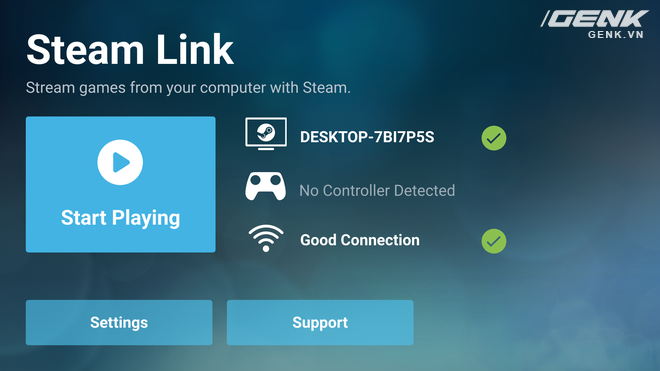 GENK
GENK.VN
Steam Link
Stream games from your computer with Steam.
Start Playing
DESKTOP-7BI7P5S
No Controller Detected
Good Connection
Settings
Support